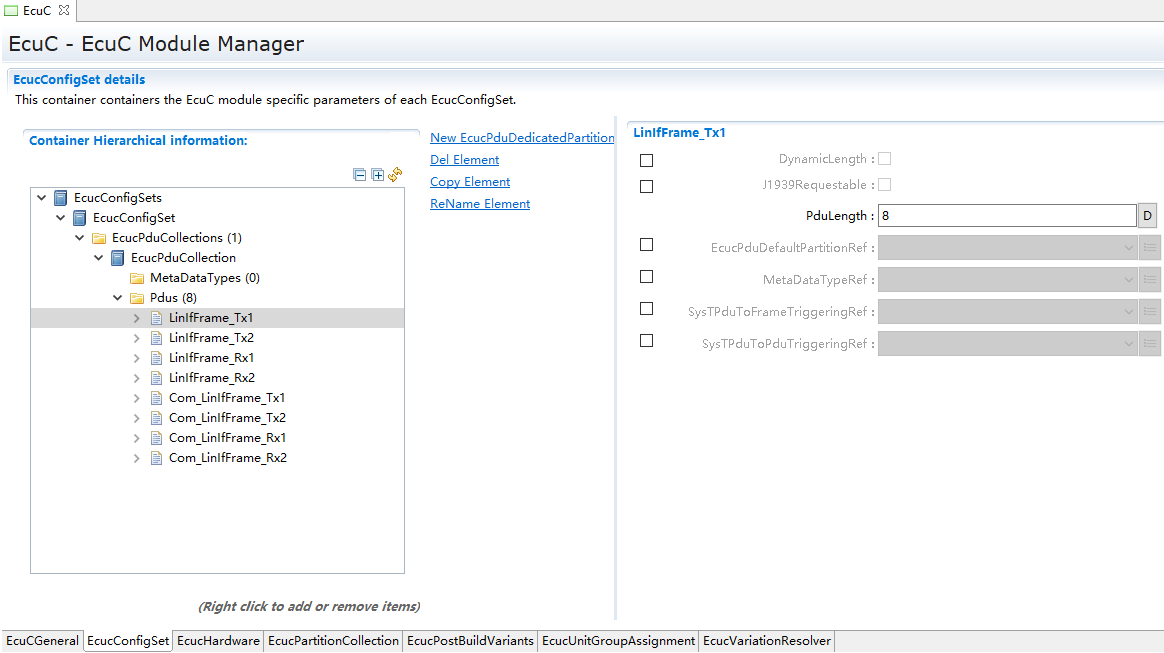 EcuC
EcuC - EcuC Module Manager
EcucConfigSet details
This container containers the EcuC module specific parameters of each EcucConfigSet.
Container Hierarchical information:
EcucConfigSets
EcucConfigSet
EcucPduCollections (1)
EcucPduCollection
MetaDataTypes (0)
Pdus (8)
LinIfFrame_Tx1
LinIfFrame_Tx2
LinIfFrame_Rx1
LinIfFrame_Rx2
Com_LinIfFrame_Tx1
Com_LinIfFrame_Tx2
Com_LinIfFrame_Rx1
Com_LinIfFrame_Rx2
(Right click to add or remove items)
New EcucPduDedicatedPartition
Del Element
Copy Element
ReName Element
LinIfFrame_Tx1
DynamicLength :
J1939Requestable :
PduLength : 8 D
EcucPduDefaultPartitionRef :
MetaDataTypeRef :
SysTPduToFrameTriggeringRef :
SysTPduToPduTriggeringRef :
EcuCGeneral EcucConfigSet EcucHardware EcucPartitionCollection EcucPostBuildVariants EcucUnitGroupAssignment EcucVariationResolver